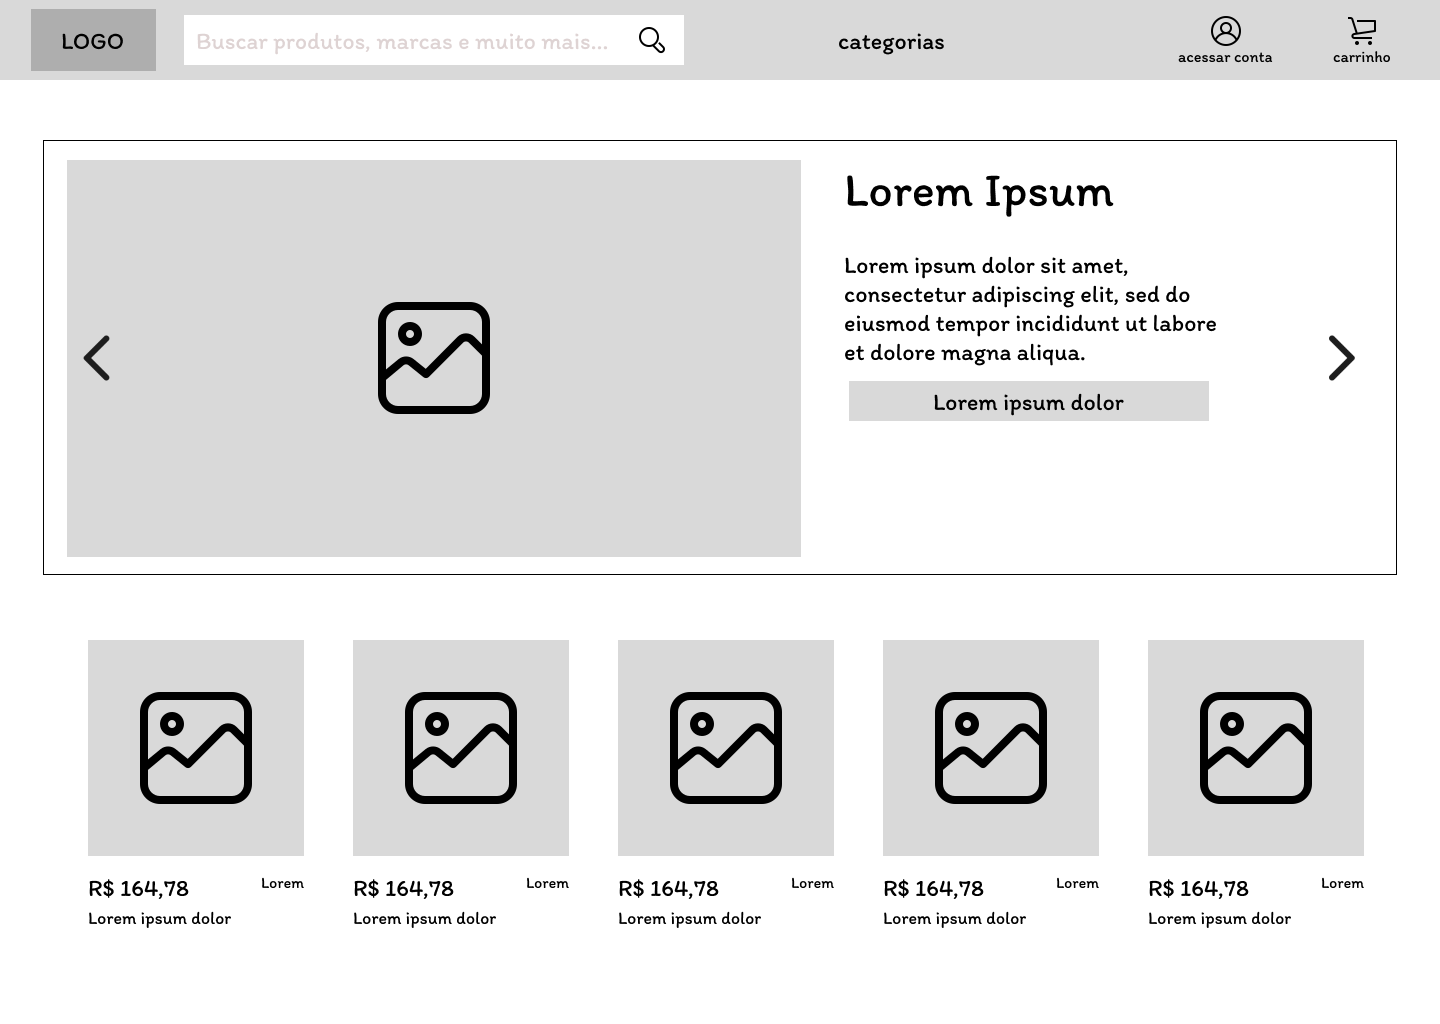 LOGO
Buscar produtos, marcas e muito mais...
categorias
acessar conta
carrinho
Lorem Ipsum
Lorem ipsum dolor sit amet,
consectetur adipiscing elit, sed do
eiusmod tempor incididunt ut labore
et dolore magna aliqua.
Lorem ipsum dolor
R$ 164,78
Lorem
Lorem ipsum dolor
R$ 164,78
Lorem
Lorem ipsum dolor
R$ 164,78
Lorem
Lorem ipsum dolor
R$ 164,78
Lorem
Lorem ipsum dolor
R$ 164,78
Lorem
Lorem ipsum dolor